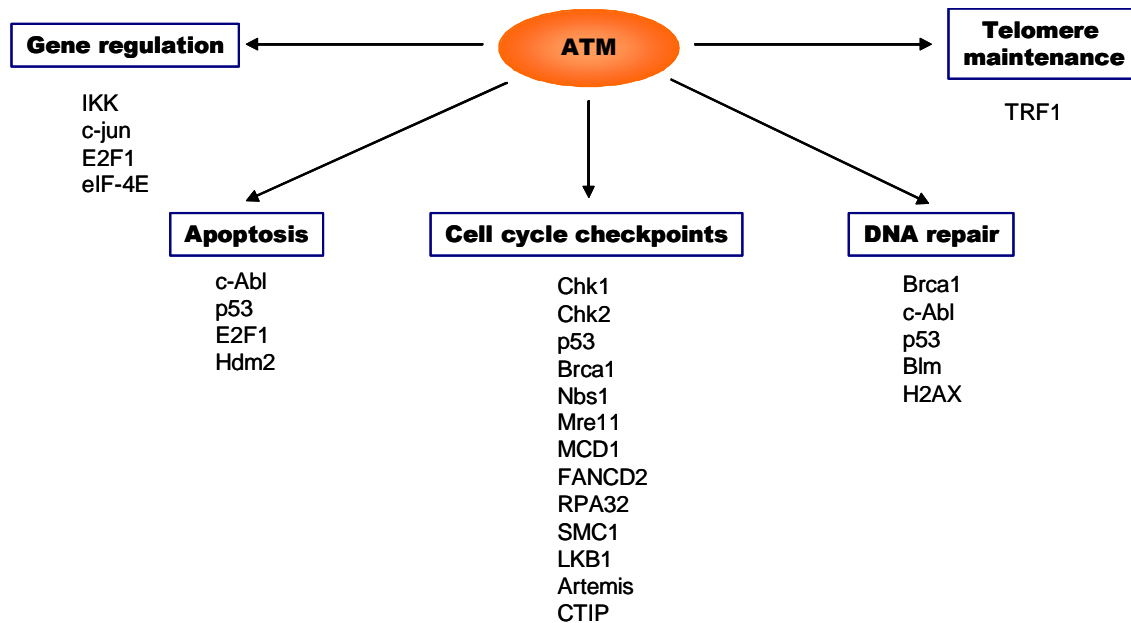 ATM
Gene regulation
IKK
c-jun
E2F1
eIF-4E
Telomere
maintenance
TRF1
Apoptosis
c-Abl
p53
E2F1
Hdm2
Cell cycle checkpoints
Chk1
Chk2
p53
Brca1
Nbs1
Mre11
MCD1
FANCD2
RPA32
SMC1
LKB1
Artemis
CTIP
DNA repair
Brca1
c-Abl
p53
Blm
H2AX